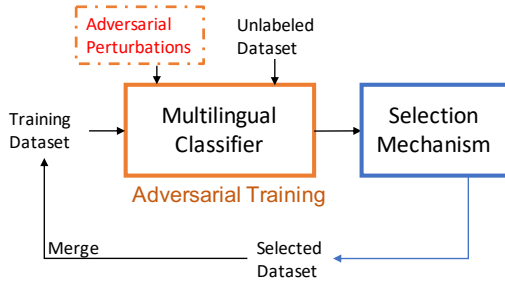 Adversarial
Perturbations
Unlabeled
Dataset
Training
Dataset
Multilingual
Classifier
Selection
Mechanism
Adversarial Training
Merge
Selected
Dataset